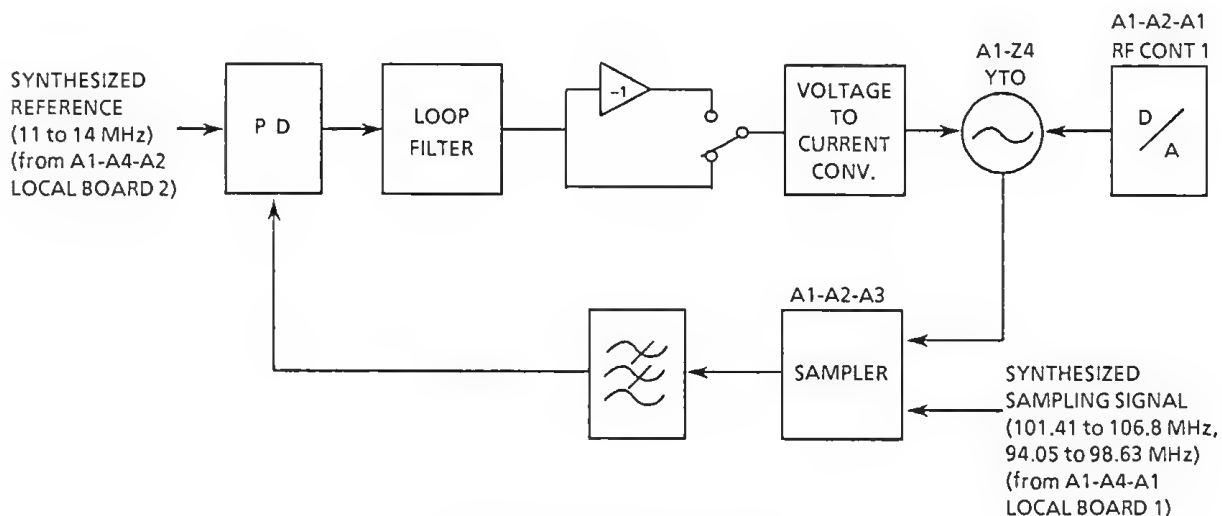 SYNTHESIZED
REFERENCE
(11 to 14 MHz)
(from A1-A4-A2
LOCAL BOARD 2)
P D
LOOP
FILTER
-1
VOLTAGE
TO
CURRENT
CONV.
A1-Z4
YTO
A1-A2-A1
RF CONT 1
D
A
A1-A2-A3
SAMPLER
SYNTHESIZED
SAMPLING SIGNAL
(101.41 to 106.8 MHz,
94.05 to 98.63 MHz)
(from A1-A4-A1
LOCAL BOARD 1)